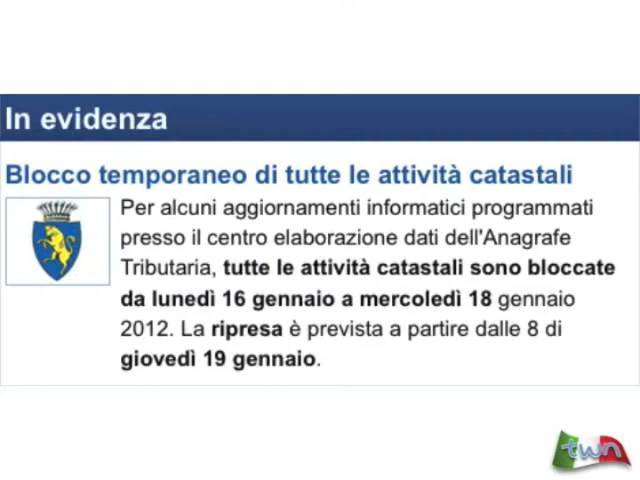 In evidenza
Blocco temporaneo di tutte le attività catastali
Per alcuni aggiornamenti informatici programmati
presso il centro elaborazione dati dell'Anagrafe
Tributaria, tutte le attività catastali sono bloccate
da lunedì 16 gennaio a mercoledì 18 gennaio
2012. La ripresa è prevista a partire dalle 8 di
giovedì 19 gennaio.
twn